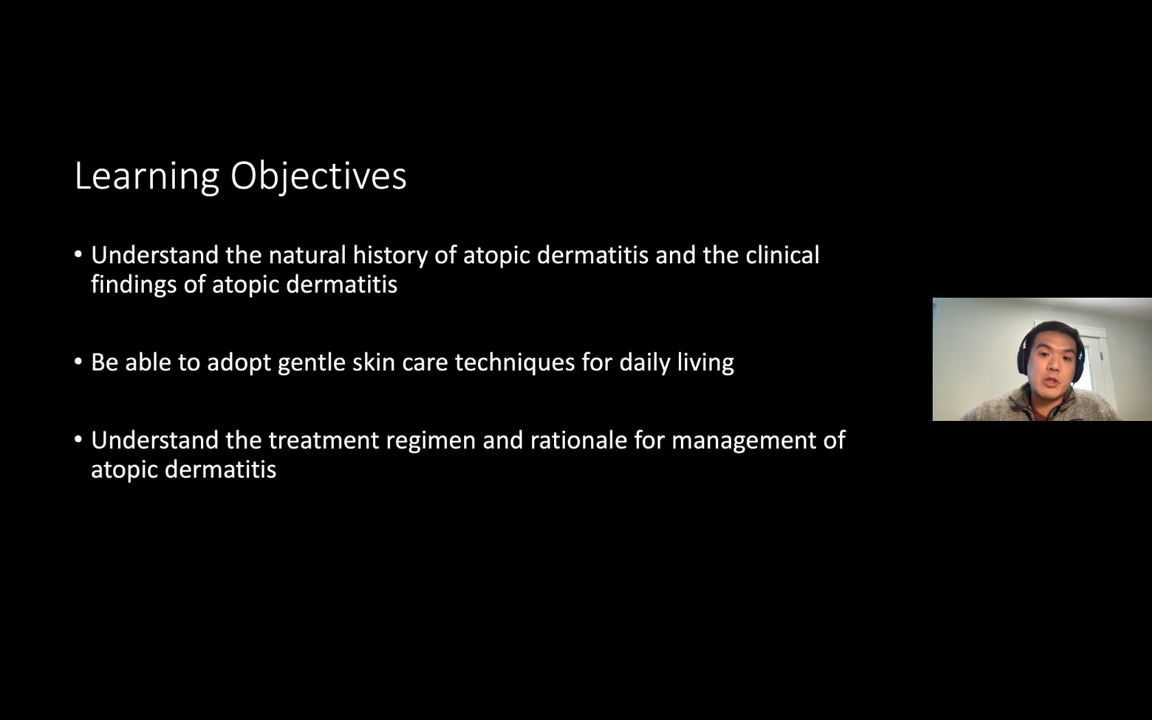 Learning Objectives
• Understand the natural history of atopic dermatitis and the clinical
findings of atopic dermatitis
• Be able to adopt gentle skin care techniques for daily living
• Understand the treatment regimen and rationale for management of
atopic dermatitis